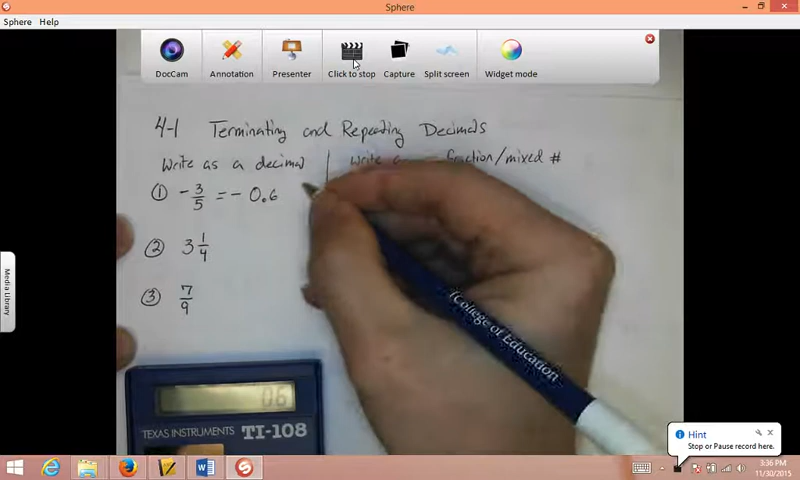 Sphere
Sphere Help
DocCam Annotation Presenter Click to stop Capture Split screen Widget mode
4-1 Terminating and Repeating Decimals
Write as a decimal
Write fraction/mixed #
① -3/5 = - 0.6
② 3 1/4
③ 7/9
(College of Education
Media Library
0.6
TEXAS INSTRUMENTS TI-108
Hint
Stop or Pause record here.
3:36 PM
11/30/2015